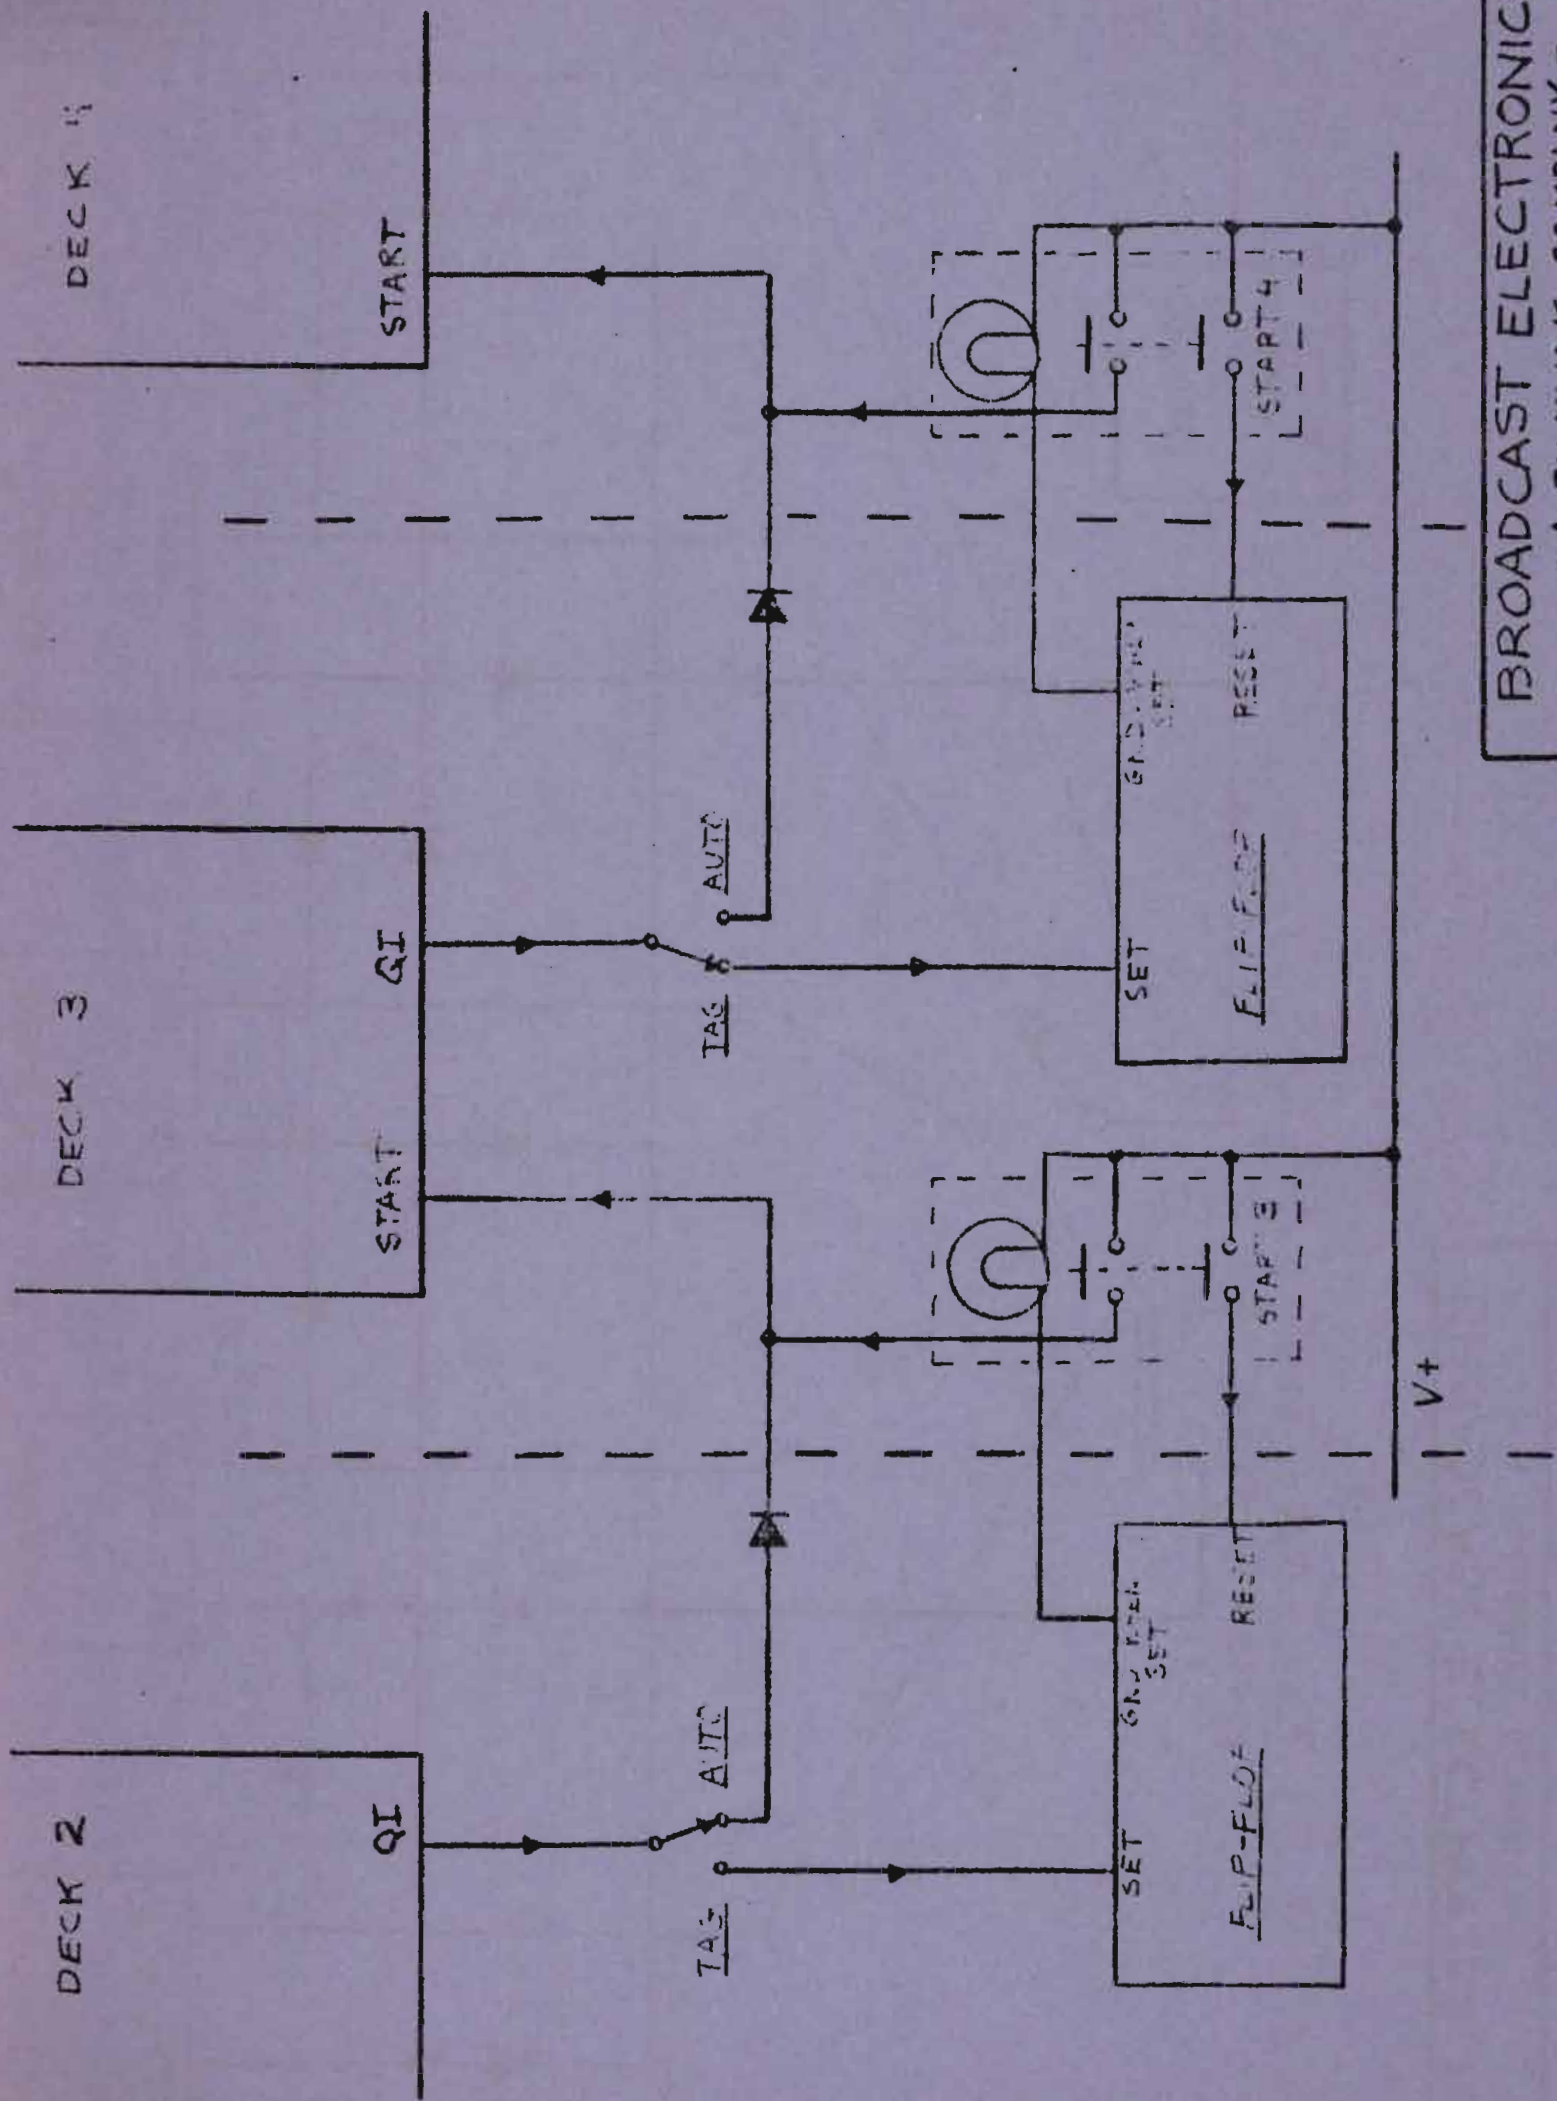 DECK 2
DECK 3
DECK
QI
START
QI
START
TAG
AUTO
TAG
AUTO
SET
SET
RESET
FLIP-FLOP
START 3
SET
RESET
FLIP-FLOP
START 4
V+
BROADCAST ELECTRONIC